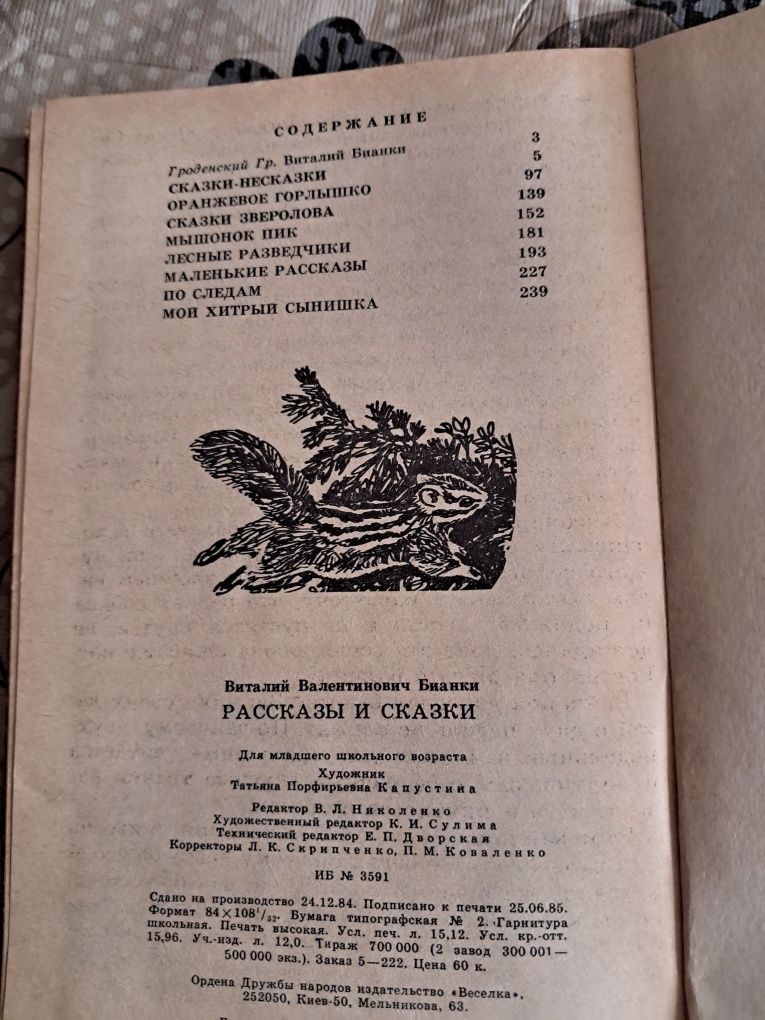 СОДЕРЖАНИЕ
Гроденский Гр. Виталий Бианки 3
СКАЗКИ-НЕСКАЗКИ 5
ОРАНЖЕВОЕ ГОРЛЫШКО 97
СКАЗКИ ЗВЕРОЛОВА 139
МЫШОНОК ПИК 152
ЛЕСНЫЕ РАЗВЕДЧИКИ 181
МАЛЕНЬКИЕ РАССКАЗЫ 193
ПО СЛЕДАМ 227
МОЙ ХИТРЫЙ СЫНИШКА 239
Виталий Валентинович Бианки
РАССКАЗЫ И СКАЗКИ
Для младшего школьного возраста
Художник
Татьяна Порфирьевна Капустина
Редактор В. Л. Николенко
Художественный редактор К. И. Сулима
Технический редактор Е. П. Дворская
Корректоры Л. К. Скрипченко, П. М. Коваленко
ИБ № 3591
Сдано на производство 24.12.84. Подписано к печати 25.06.85.
Формат 84×108¹/₃₂. Бумага типографская № 2. Гарнитура
школьная. Печать высокая. Усл. печ. л. 15,12. Усл. кр.-отт.
15,96. Уч.-изд. л. 12,0. Тираж 700 000 (2 завод 300 001—
500 000 экз.). Заказ 5—222. Цена 60 к.
Ордена Дружбы народов издательство «Веселка»,
252050, Киев-50, Мельникова, 63.